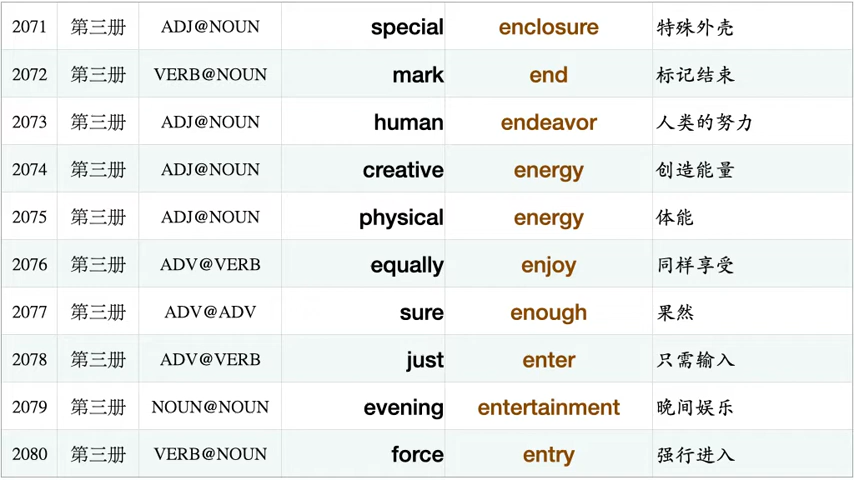 2071 第三册 ADJ@NOUN special enclosure 特殊外壳
2072 第三册 VERB@NOUN mark end 标记结束
2073 第三册 ADJ@NOUN human endeavor 人类的努力
2074 第三册 ADJ@NOUN creative energy 创造能量
2075 第三册 ADJ@NOUN physical energy 体能
2076 第三册 ADV@VERB equally enjoy 同样享受
2077 第三册 ADV@ADV sure enough 果然
2078 第三册 ADV@VERB just enter 只需输入
2079 第三册 NOUN@NOUN evening entertainment 晚间娱乐
2080 第三册 VERB@NOUN force entry 强行进入